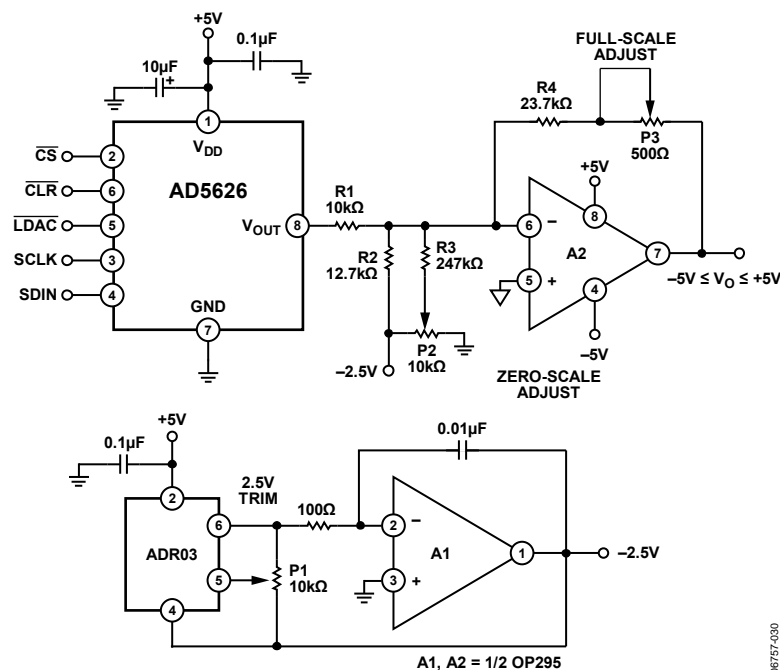 +5V
0.1µF
10µF
+
1
VDD
CS
2
CLR
6
LDAC
5
SCLK
3
SDIN
4
AD5626
VOUT
8
GND
7
R1
10kΩ
R2
12.7kΩ
R3
247kΩ
P2
10kΩ
–2.5V
FULL-SCALE
ADJUST
R4
23.7kΩ
P3
500Ω
+5V
8
6
–
A2
5
+
7
4
–5V
–5V ≤ VO ≤ +5V
ZERO-SCALE
ADJUST
+5V
0.1µF
2
ADR03
6
5
4
2.5V
TRIM
P1
10kΩ
100Ω
0.01µF
2
–
A1
3
+
1
–2.5V
A1, A2 = 1/2 OP295
06757-030